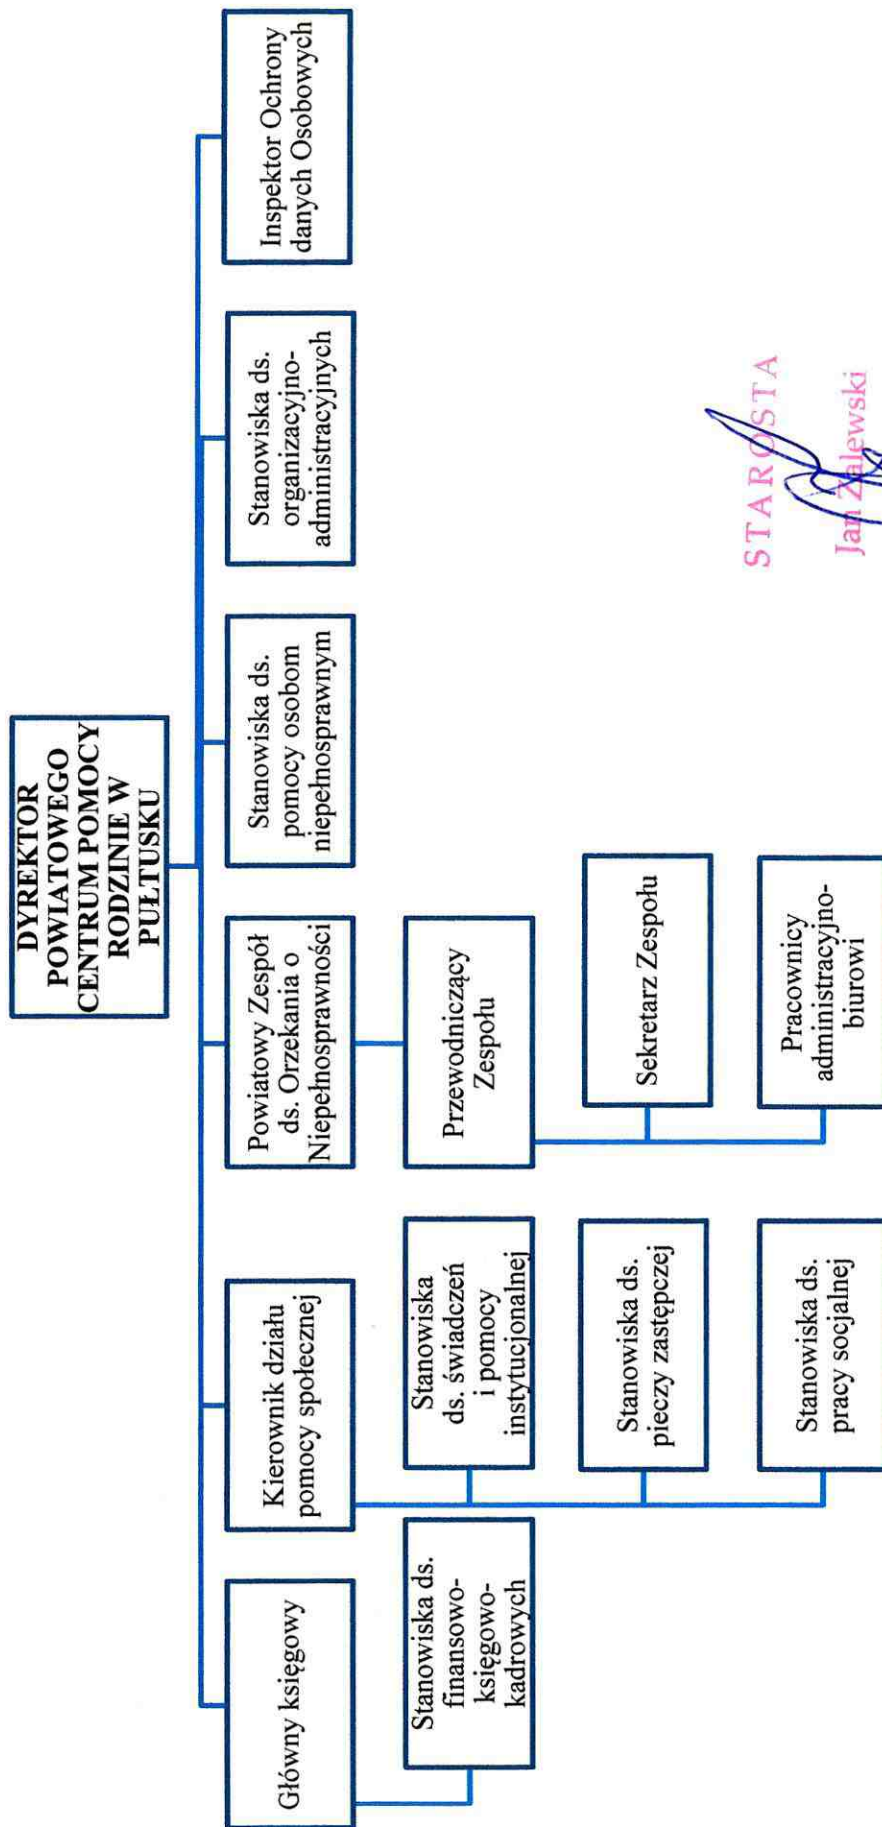 DYREKTOR
POWIATOWEGO
CENTRUM POMOCY
RODZINIE W
PUŁTUSKU
Główny księgowy
Stanowiska ds.
finansowo-
księgowo-
kadrowych
Kierownik działu
pomocy społecznej
Stanowiska
ds. świadczeń
i pomocy
instytucjonalnej
Stanowiska ds.
pieczy zastępczej
Stanowiska ds.
pracy socjalnej
Powiatowy Zespół
ds. Orzekania o
Niepełnosprawności
Przewodniczący
Zespołu
Sekretarz Zespołu
Pracownicy
administracyjno-
biurowi
Stanowiska ds.
pomocy osobom
niepełnosprawnym
Stanowiska ds.
organizacyjno-
administracyjnych
Inspektor Ochrony
danych Osobowych
STAROSTA
Jan Zalewski